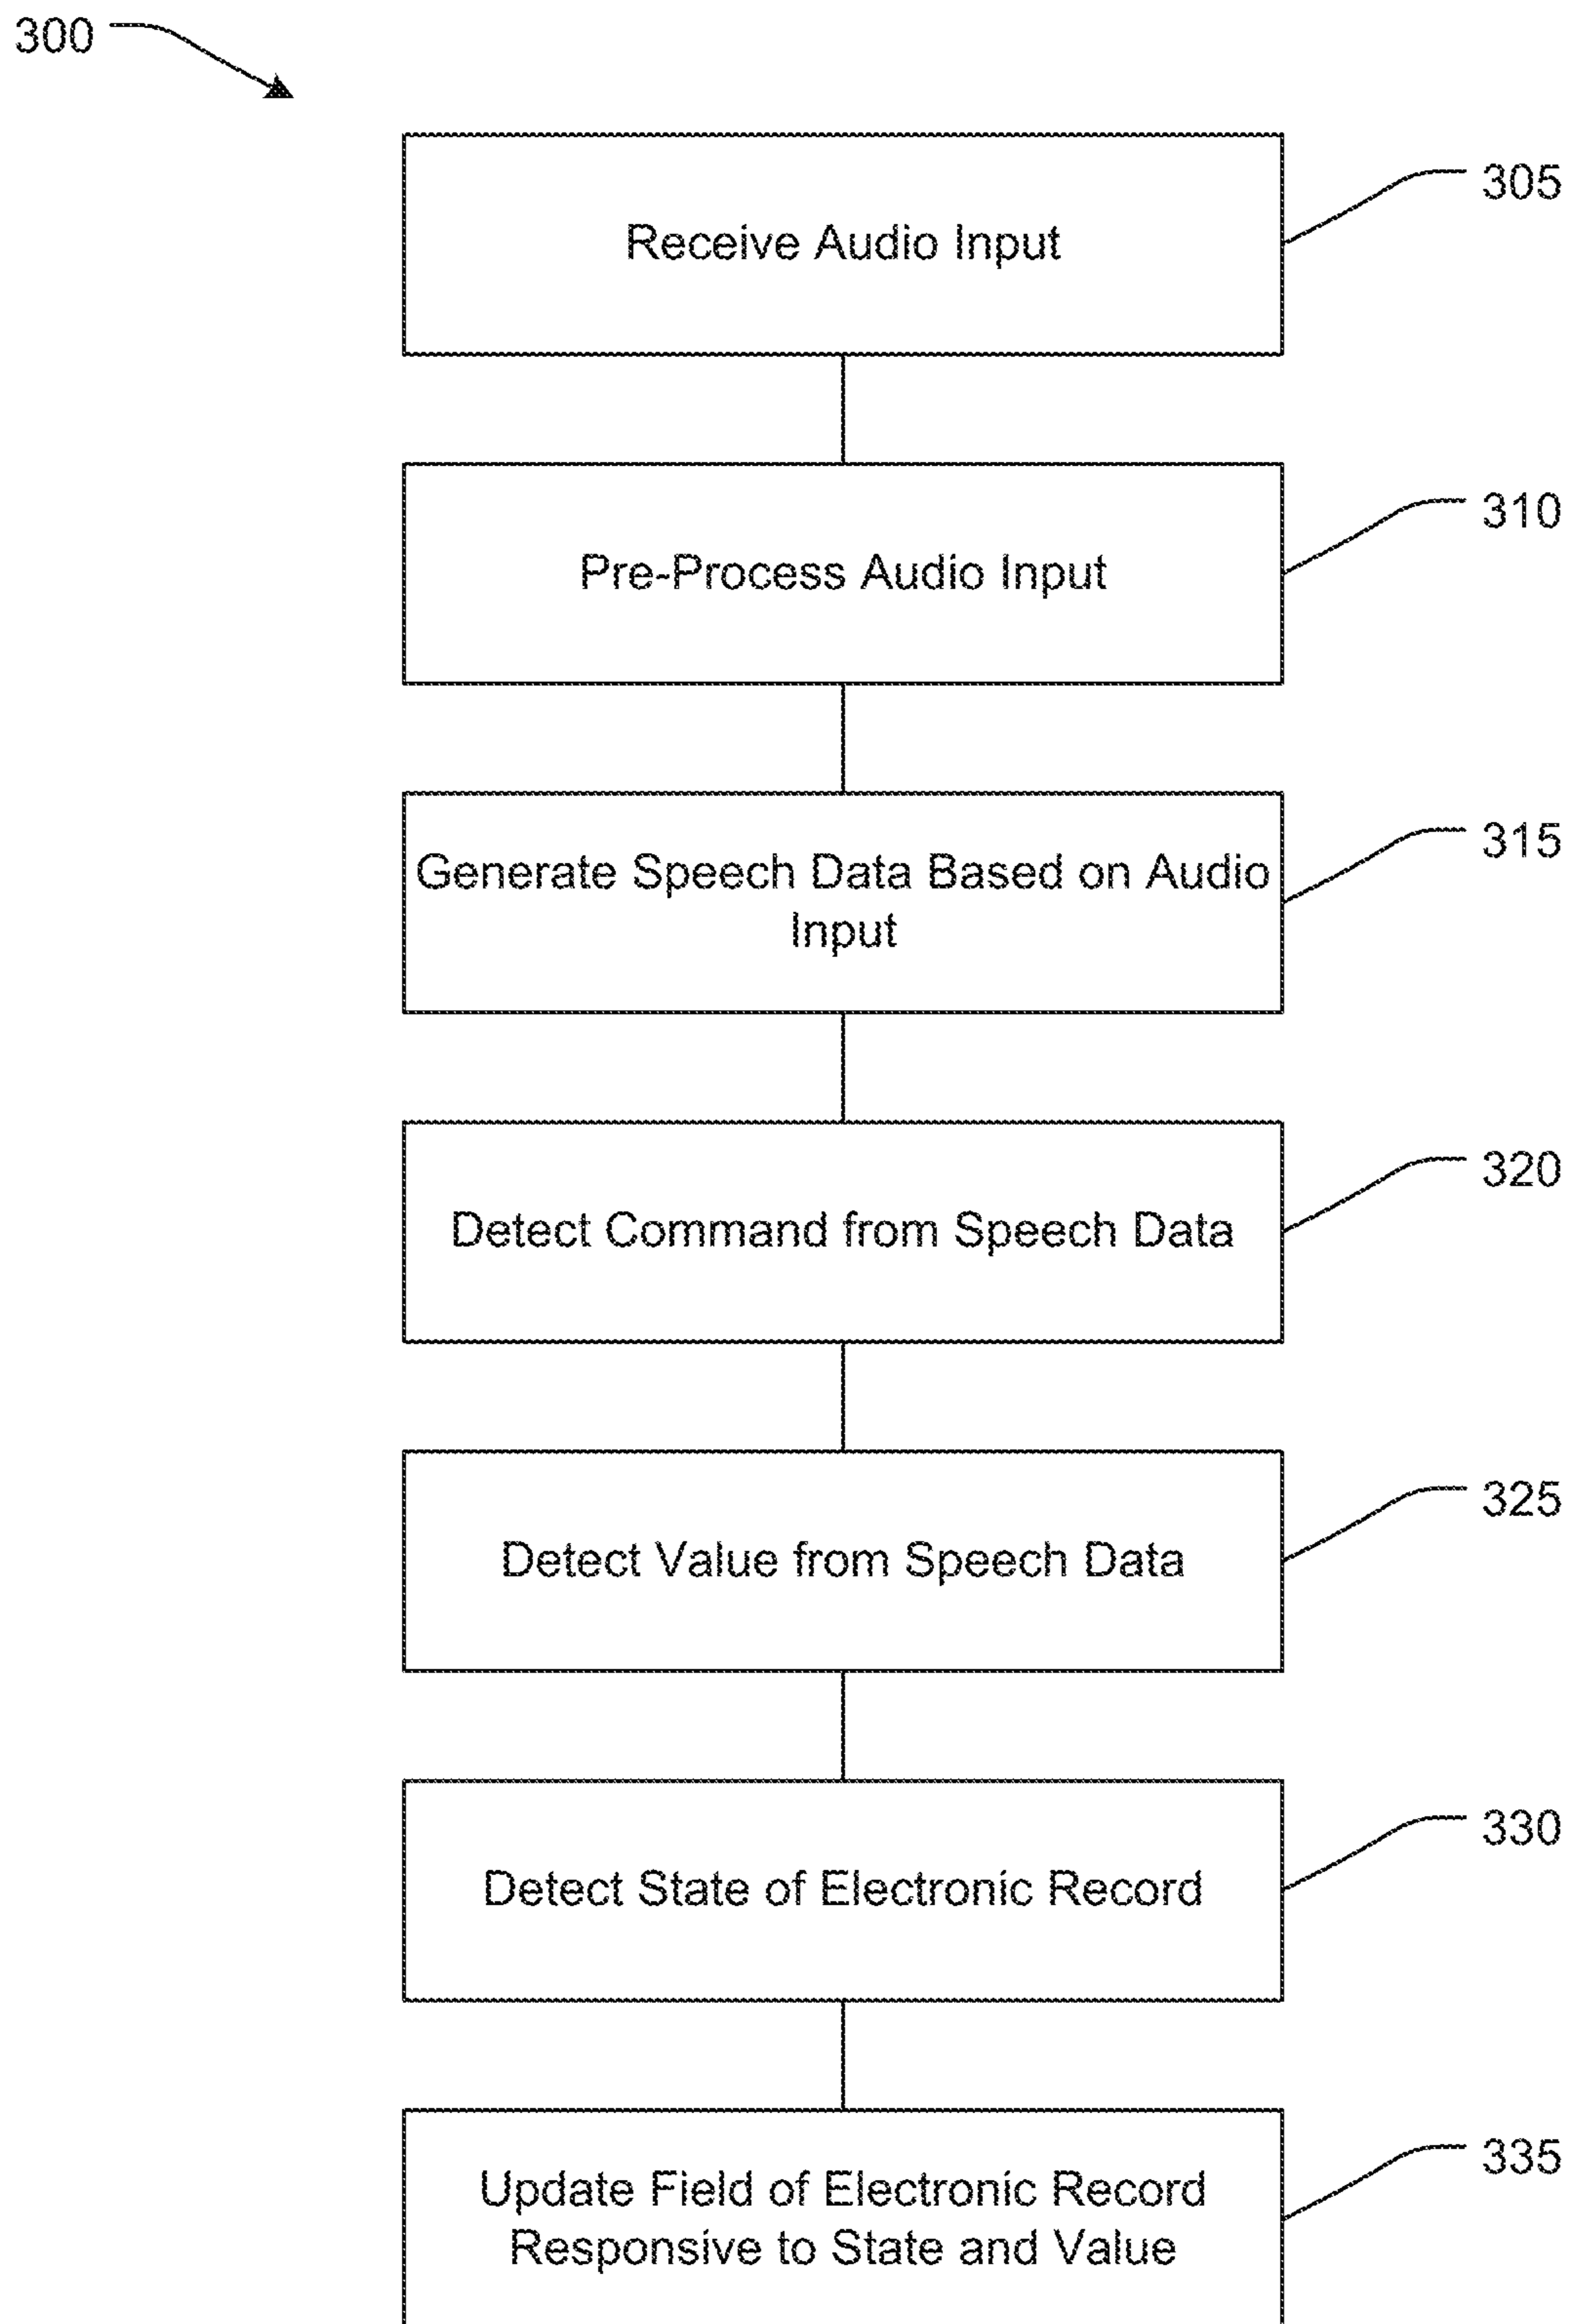 300
Receive Audio Input
305
Pre-Process Audio Input
310
Generate Speech Data Based on Audio
Input
315
Detect Command from Speech Data
320
Detect Value from Speech Data
325
Detect State of Electronic Record
330
Update Field of Electronic Record
Responsive to State and Value
335